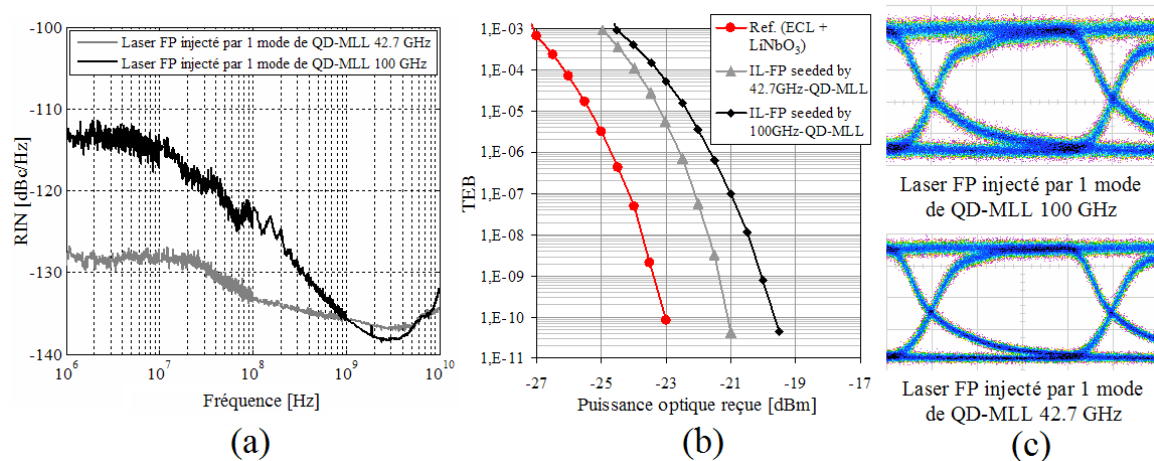 -100
-110
-120
-130
-140
RIN [dBc/Hz]
Laser FP injecté par 1 mode de QD-MLL 42.7 GHz
Laser FP injecté par 1 mode de QD-MLL 100 GHz
10^6 10^7 10^8 10^9 10^10
Fréquence [Hz]
(a)
1,E-03
1,E-04
1,E-05
1,E-06
1,E-07
1,E-08
1,E-09
1,E-10
1,E-11
TEB
Ref. (ECL +
LiNbO₃)
IL-FP seeded by
42.7GHz-QD-MLL
IL-FP seeded by
100GHz-QD-MLL
-27 -25 -23 -21 -19 -17
Puissance optique reçue [dBm]
(b)
Laser FP injecté par 1 mode
de QD-MLL 100 GHz
Laser FP injecté par 1 mode
de QD-MLL 42.7 GHz
(c)